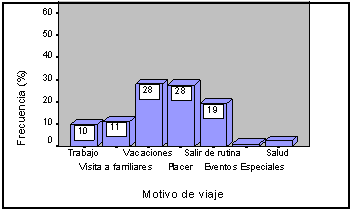 60
50
40
30
20
10
0
Frecuencia (%)
10
11
28
28
19
Trabajo
Visita a familiares
Vacaciones
Placer
Salir de rutina
Eventos Especiales
Salud
Motivo de viaje